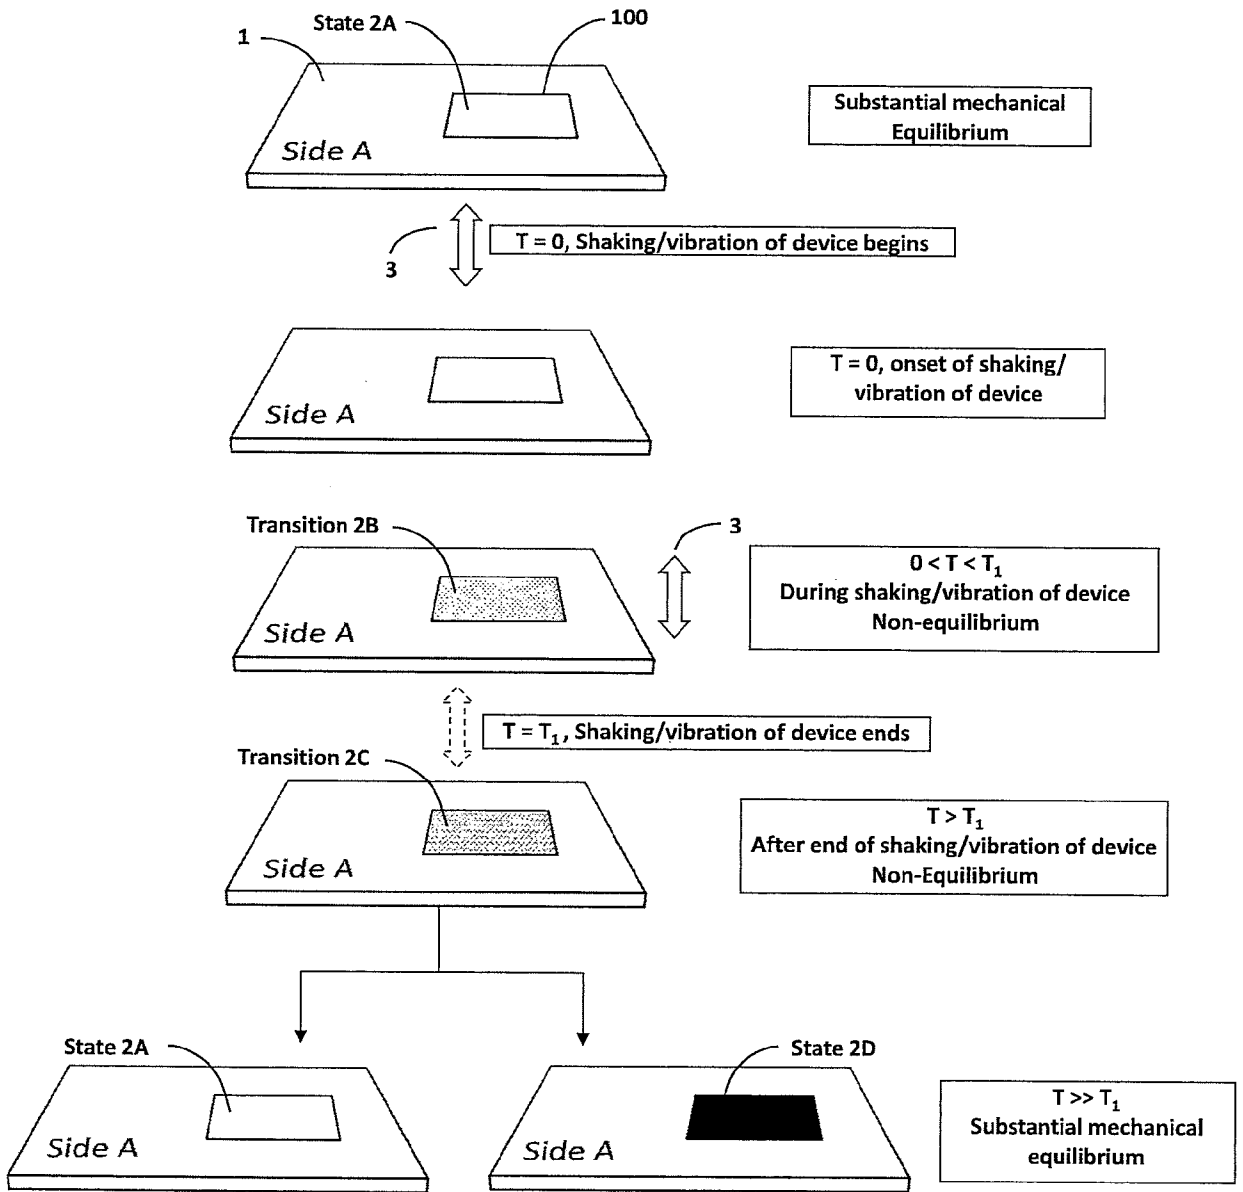 State 2A
100
1
Substantial mechanical
Equilibrium
Side A
3
T = 0, Shaking/vibration of device begins
T = 0, onset of shaking/
vibration of device
Side A
Transition 2B
3
0 < T < T₁
During shaking/vibration of device
Non-equilibrium
Side A
T = T₁, Shaking/vibration of device ends
Transition 2C
T > T₁
After end of shaking/vibration of device
Non-Equilibrium
Side A
State 2A
State 2D
T >> T₁
Substantial mechanical
equilibrium
Side A
Side A